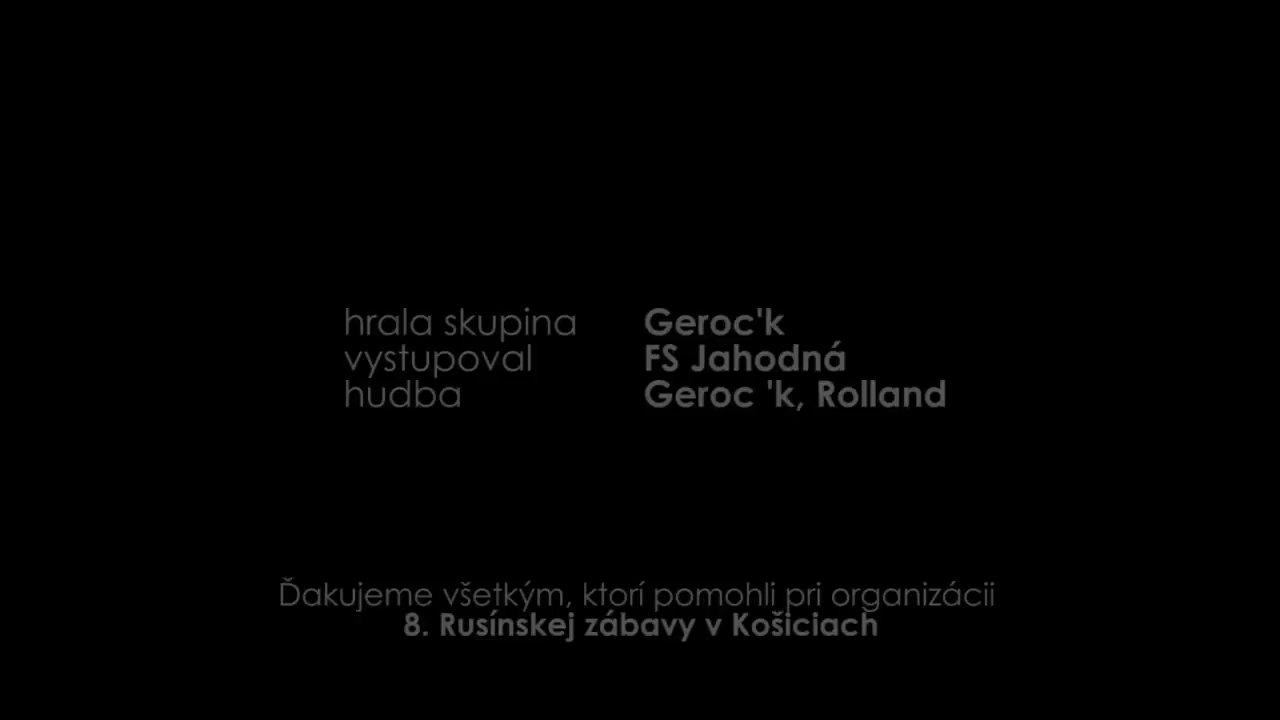 hrala skupina Geroc'k
vystupoval FS Jahodná
hudba Geroc 'k, Rolland
Ďakujeme všetkým, ktorí pomohli pri organizácii
8. Rusínskej zábavy v Košiciach